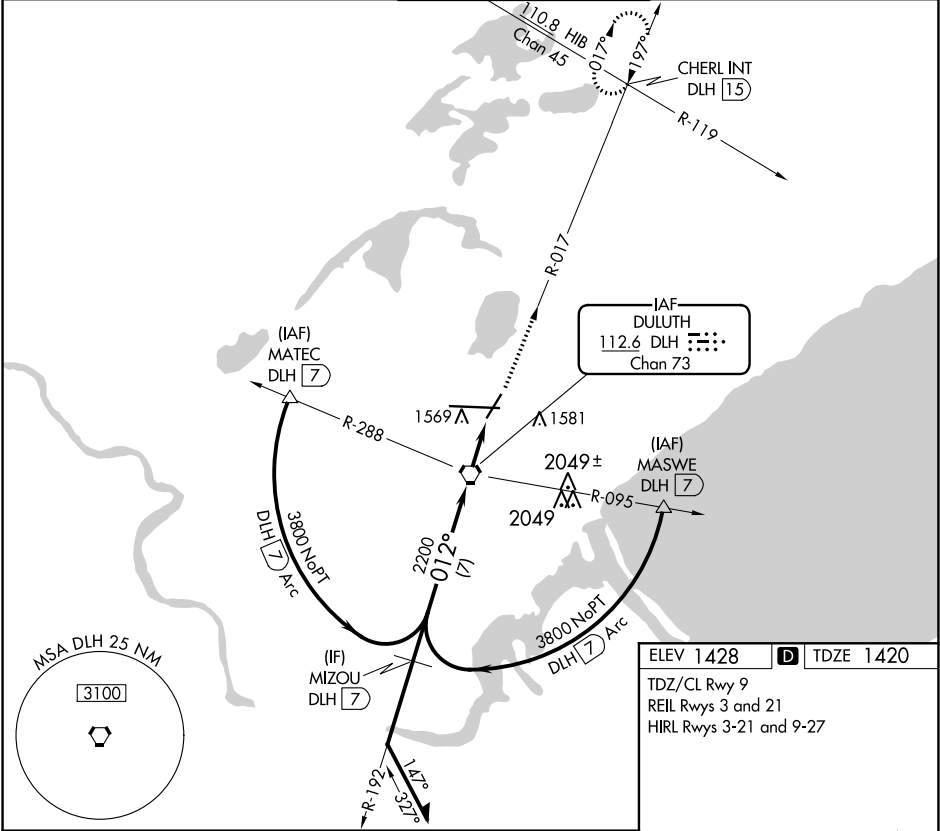 110.8 HIB
Chan 45
017°
197°
CHERL INT
DLH 15
R-119
R-017
IAF
DULUTH
112.6 DLH
Chan 73
(IAF)
MATEC
DLH 7
R-288
1569
1581
2049±
2049
R-095
(IAF)
MASWE
DLH 7
3800 NoPT
DLH 7 Arc
2200
012°
(7)
3800 NoPT
DLH 7 Arc
(IF)
MIZOU
DLH 7
R-192
147°
327°
MSA DLH 25 NM
3100
ELEV 1428 D TDZE 1420
TDZ/CL Rwy 9
REIL Rwys 3 and 21
HIRL Rwys 3-21 and 9-27